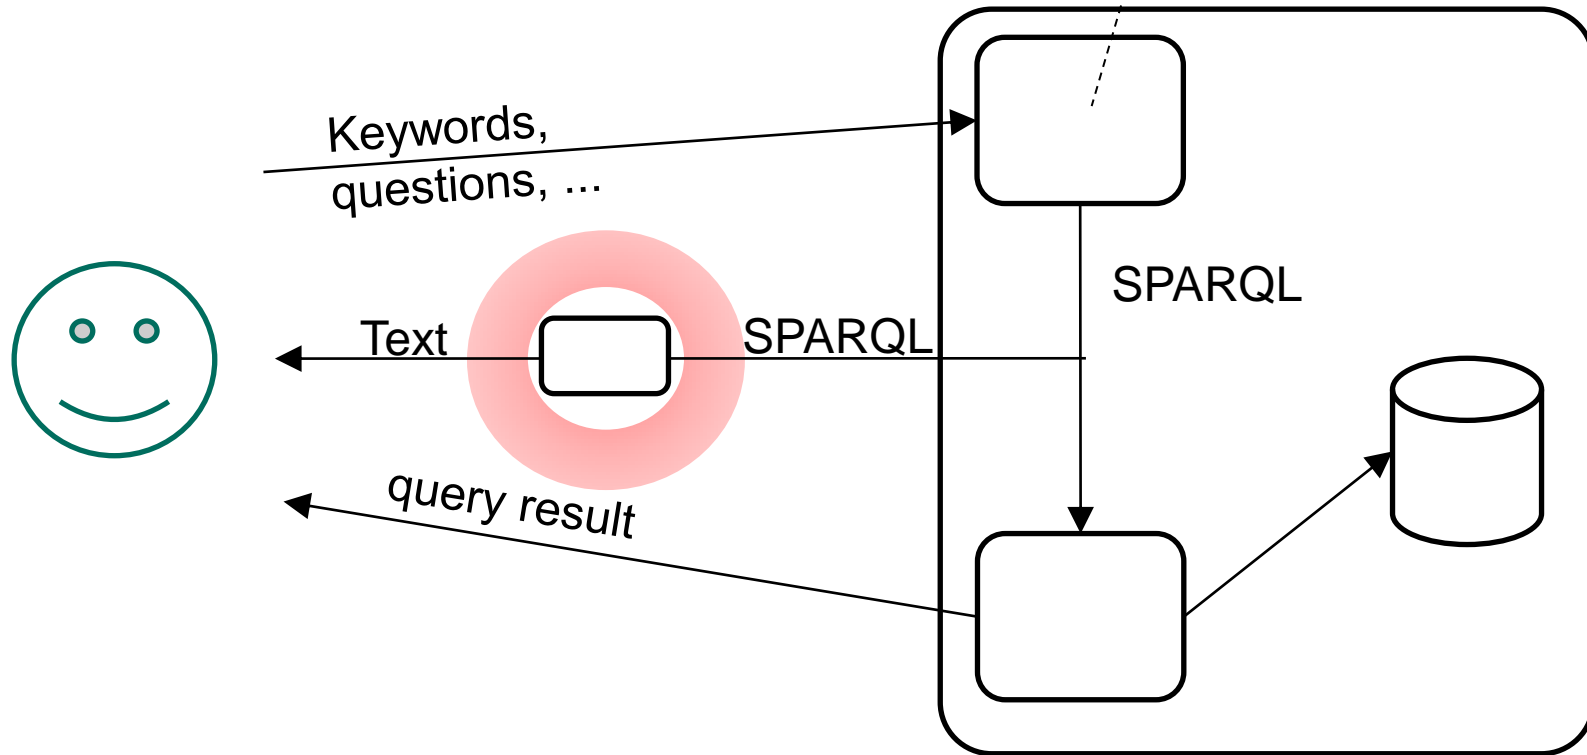 Keywords,
questions, ...
SPARQL
Text
SPARQL
query result